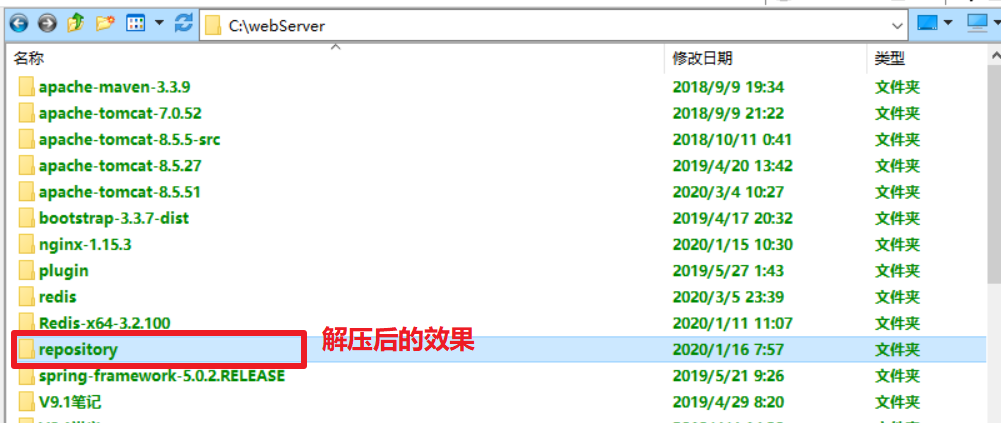 C:\webServer
名称 修改日期 类型
apache-maven-3.3.9 2018/9/9 19:34 文件夹
apache-tomcat-7.0.52 2018/9/9 21:22 文件夹
apache-tomcat-8.5.5-src 2018/10/11 0:41 文件夹
apache-tomcat-8.5.27 2019/4/20 13:42 文件夹
apache-tomcat-8.5.51 2020/3/4 10:27 文件夹
bootstrap-3.3.7-dist 2019/4/17 20:32 文件夹
nginx-1.15.3 2020/1/15 10:30 文件夹
plugin 2019/5/27 1:43 文件夹
redis 2020/3/5 23:39 文件夹
Redis-x64-3.2.100 2020/1/11 11:07 文件夹
repository 解压后的效果 2020/1/16 7:57 文件夹
spring-framework-5.0.2.RELEASE 2019/5/21 9:26 文件夹
V9.1笔记 2019/4/29 8:20 文件夹